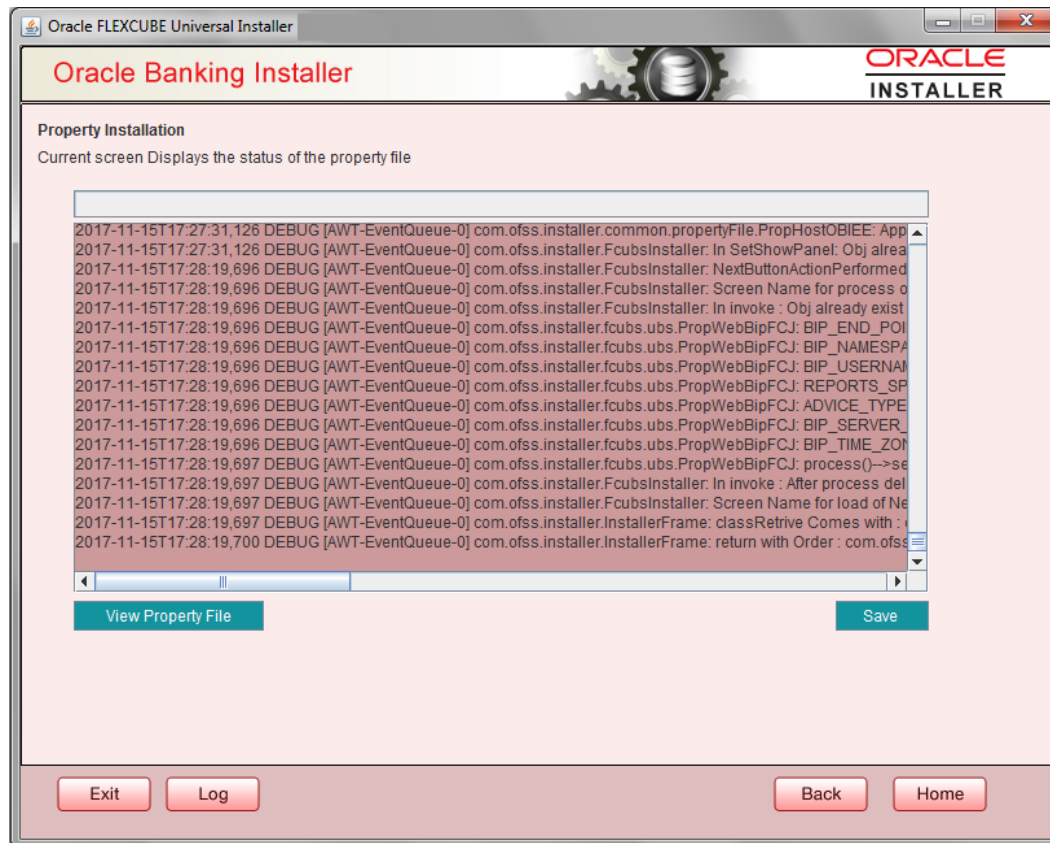 Oracle FLEXCUBE Universal Installer
Oracle Banking Installer
ORACLE
INSTALLER
Property Installation
Current screen Displays the status of the property file
2017-11-15T17:27:31,126 DEBUG [AWT-EventQueue-0] com.ofss.installer.common.propertyFile.PropHostOBIEE: App
2017-11-15T17:27:31,126 DEBUG [AWT-EventQueue-0] com.ofss.installer.FcubsInstaller: In SetShowPanel: Obj alrea
2017-11-15T17:28:19,696 DEBUG [AWT-EventQueue-0] com.ofss.installer.FcubsInstaller: NextButtonActionPerformed
2017-11-15T17:28:19,696 DEBUG [AWT-EventQueue-0] com.ofss.installer.FcubsInstaller: Screen Name for process o
2017-11-15T17:28:19,696 DEBUG [AWT-EventQueue-0] com.ofss.installer.FcubsInstaller: In invoke : Obj already exist
2017-11-15T17:28:19,696 DEBUG [AWT-EventQueue-0] com.ofss.installer.fcubs.ubs.PropWebBipFCJ: BIP_END_POI
2017-11-15T17:28:19,696 DEBUG [AWT-EventQueue-0] com.ofss.installer.fcubs.ubs.PropWebBipFCJ: BIP_NAMESPA
2017-11-15T17:28:19,696 DEBUG [AWT-EventQueue-0] com.ofss.installer.fcubs.ubs.PropWebBipFCJ: BIP_USERNAM
2017-11-15T17:28:19,696 DEBUG [AWT-EventQueue-0] com.ofss.installer.fcubs.ubs.PropWebBipFCJ: REPORTS_SP
2017-11-15T17:28:19,696 DEBUG [AWT-EventQueue-0] com.ofss.installer.fcubs.ubs.PropWebBipFCJ: ADVICE_TYPE
2017-11-15T17:28:19,696 DEBUG [AWT-EventQueue-0] com.ofss.installer.fcubs.ubs.PropWebBipFCJ: BIP_SERVER_
2017-11-15T17:28:19,696 DEBUG [AWT-EventQueue-0] com.ofss.installer.fcubs.ubs.PropWebBipFCJ: BIP_TIME_ZON
2017-11-15T17:28:19,697 DEBUG [AWT-EventQueue-0] com.ofss.installer.fcubs.ubs.PropWebBipFCJ: process()-->se
2017-11-15T17:28:19,697 DEBUG [AWT-EventQueue-0] com.ofss.installer.FcubsInstaller: In invoke : After process del
2017-11-15T17:28:19,697 DEBUG [AWT-EventQueue-0] com.ofss.installer.FcubsInstaller: Screen Name for load of Ne
2017-11-15T17:28:19,697 DEBUG [AWT-EventQueue-0] com.ofss.installer.InstallerFrame: classRetrive Comes with :
2017-11-15T17:28:19,700 DEBUG [AWT-EventQueue-0] com.ofss.installer.InstallerFrame: return with Order : com.ofss
View Property File Save
Exit Log Back Home